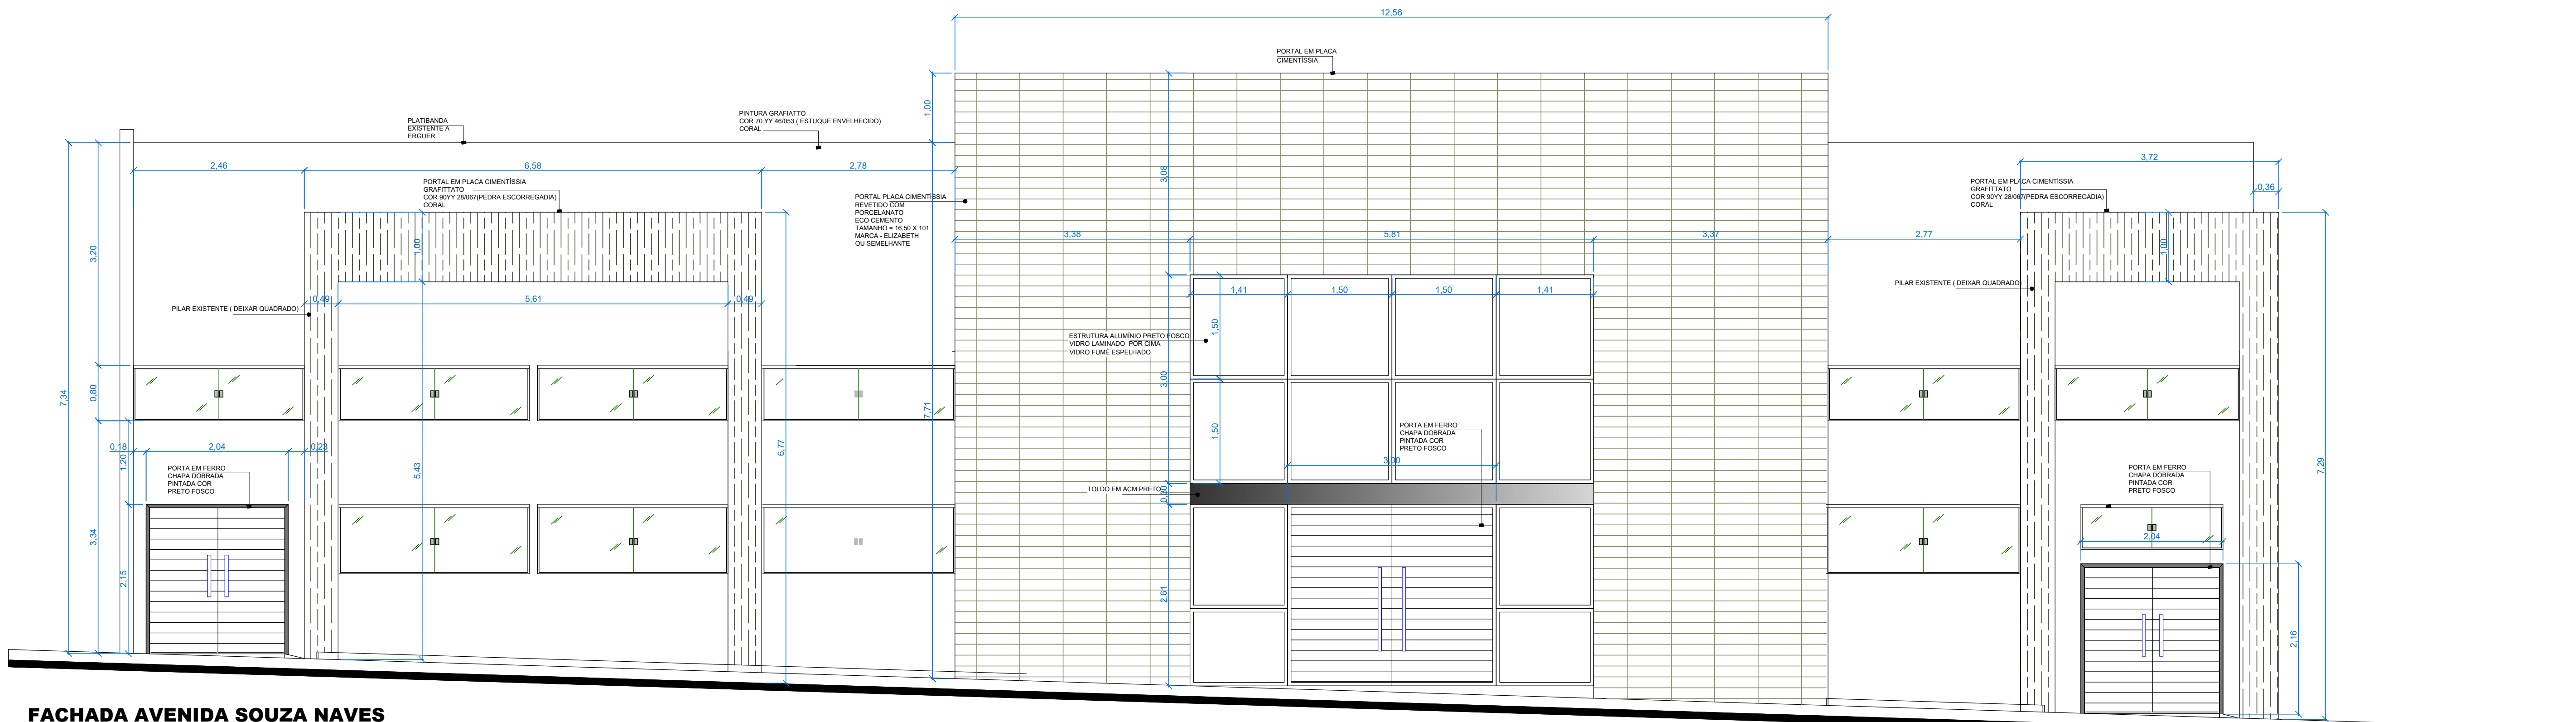 12,56
PORTAL EM PLACA
CIMENTÍSSIA
1,00
PLATIBANDA
EXISTENTE A
ERGUER
PINTURA GRAFIATTO
COR 70 YY 46/053 ( ESTUQUE ENVELHECIDO)
CORAL
2,46
6,58
2,78
3,08
3,72
0,36
PORTAL EM PLACA CIMENTÍSSIA
GRAFITTATO
COR 90YY 28/067(PEDRA ESCORREGADIA)
CORAL
PORTAL PLACA CIMENTÍSSIA
REVETIDO COM
PORCELANATO
ECO CEMENTO
TAMANHO = 16,50 X 101
MARCA - ELIZABETH
OU SEMELHANTE
PORTAL EM PLACA CIMENTÍSSIA
GRAFITTATO
COR 90YY 28/067(PEDRA ESCORREGADIA)
CORAL
3,20
1,00
3,38
5,81
3,37
2,77
1,00
PILAR EXISTENTE ( DEIXAR QUADRADO)
0,49
5,61
0,49
1,41
1,50
1,50
1,41
PILAR EXISTENTE ( DEIXAR QUADRADO)
ESTRUTURA ALUMÍNIO PRETO FOSCO
VIDRO LAMINADO POR CIMA
VIDRO FUMÊ ESPELHADO
1,50
7,34
0,80
3,00
7,71
1,50
PORTA EM FERRO
CHAPA DOBRADA
PINTADA COR
PRETO FOSCO
3,00
0,18
2,04
0,23
1,20
5,43
6,77
7,29
PORTA EM FERRO
CHAPA DOBRADA
PINTADA COR
PRETO FOSCO
TOLDO EM ACM PRETO
0,30
PORTA EM FERRO
CHAPA DOBRADA
PINTADA COR
PRETO FOSCO
3,34
2,15
2,61
2,04
2,16
FACHADA AVENIDA SOUZA NAVES